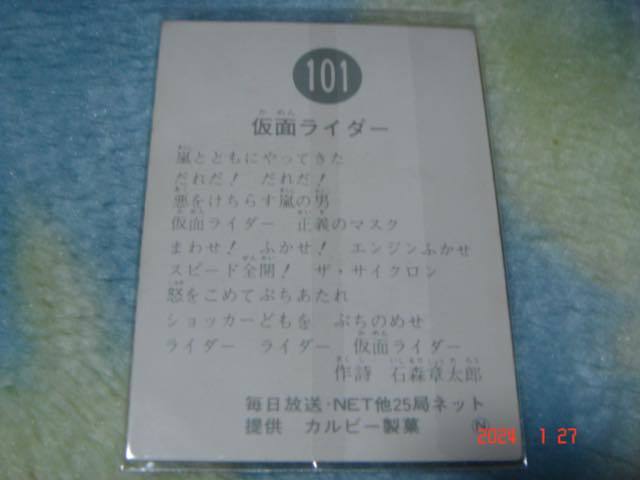 101
仮面ライダー
嵐とともにやってきた
だれだ! だれだ!
悪をけちらす嵐の男
仮面ライダー 正義のマスク
まわせ! ふかせ! エンジンふかせ
スピード全開! ザ・サイクロン
怒をこめてぶちあたれ
ショッカーどもを ぶちのめせ
ライダー ライダー 仮面ライダー
作詩 石森章太郎
毎日放送・NET他25局ネット
提供 カルビー製菓 N
2024 1 27